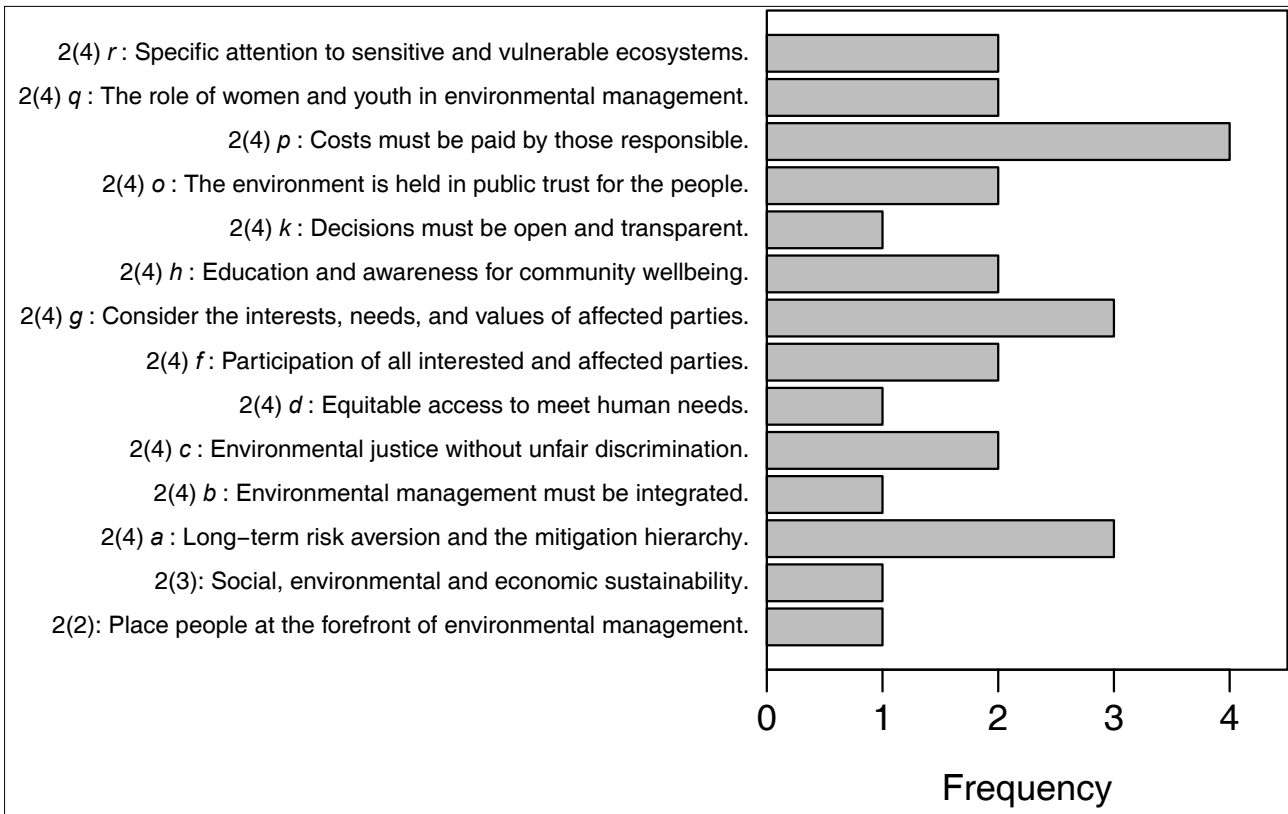 2(4) r : Specific attention to sensitive and vulnerable ecosystems.
2(4) q : The role of women and youth in environmental management.
2(4) p : Costs must be paid by those responsible.
2(4) o : The environment is held in public trust for the people.
2(4) k : Decisions must be open and transparent.
2(4) h : Education and awareness for community wellbeing.
2(4) g : Consider the interests, needs, and values of affected parties.
2(4) f : Participation of all interested and affected parties.
2(4) d : Equitable access to meet human needs.
2(4) c : Environmental justice without unfair discrimination.
2(4) b : Environmental management must be integrated.
2(4) a : Long−term risk aversion and the mitigation hierarchy.
2(3): Social, environmental and economic sustainability.
2(2): Place people at the forefront of environmental management.
0 1 2 3 4
Frequency